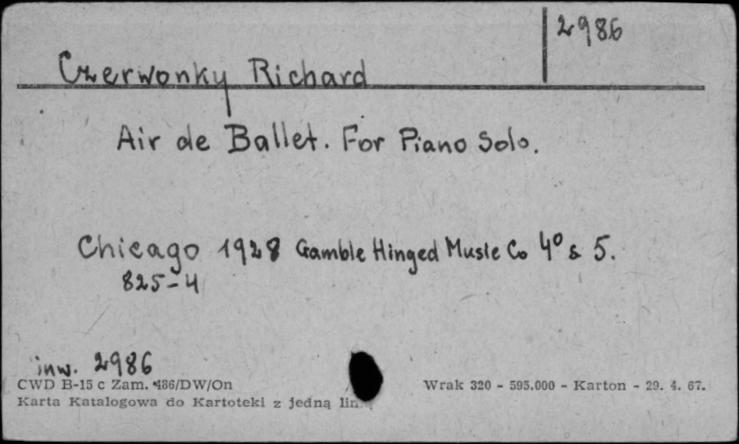 2986
Czerwonky Richard
Air de Ballet. For Piano Solo.
Chicago 1928 Gamble Hinged Music Co 4° s 5.
825-4
inw. 2986
CWD B-15 c Zam. 486/DW/On
Wrak 320 - 595.000 - Karton - 29. 4. 67.
Karta Katalogowa do Kartoteki z jedną